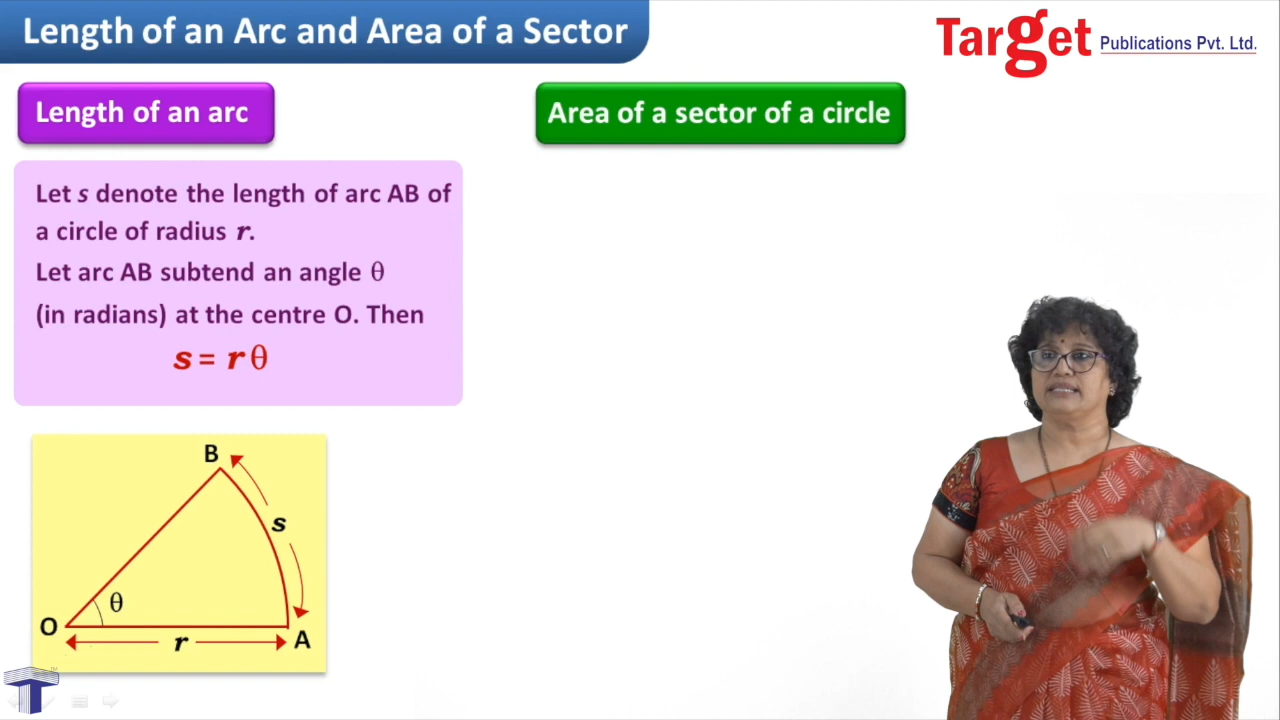 Length of an Arc and Area of a Sector
Target Publications Pvt. Ltd.
Length of an arc
Area of a sector of a circle
Let s denote the length of arc AB of
a circle of radius r.
Let arc AB subtend an angle θ
(in radians) at the centre O. Then
s = r θ
B
s
θ
O
r
A
T
TM